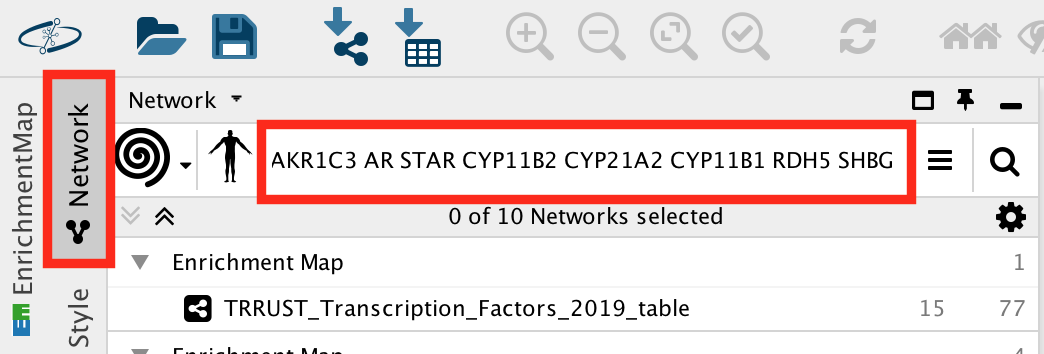 EnrichmentMap
Network
Style
Network
AKR1C3 AR STAR CYP11B2 CYP21A2 CYP11B1 RDH5 SHBG
0 of 10 Networks selected
Enrichment Map 1
TRRUST_Transcription_Factors_2019_table 15 77
Enrichment Map